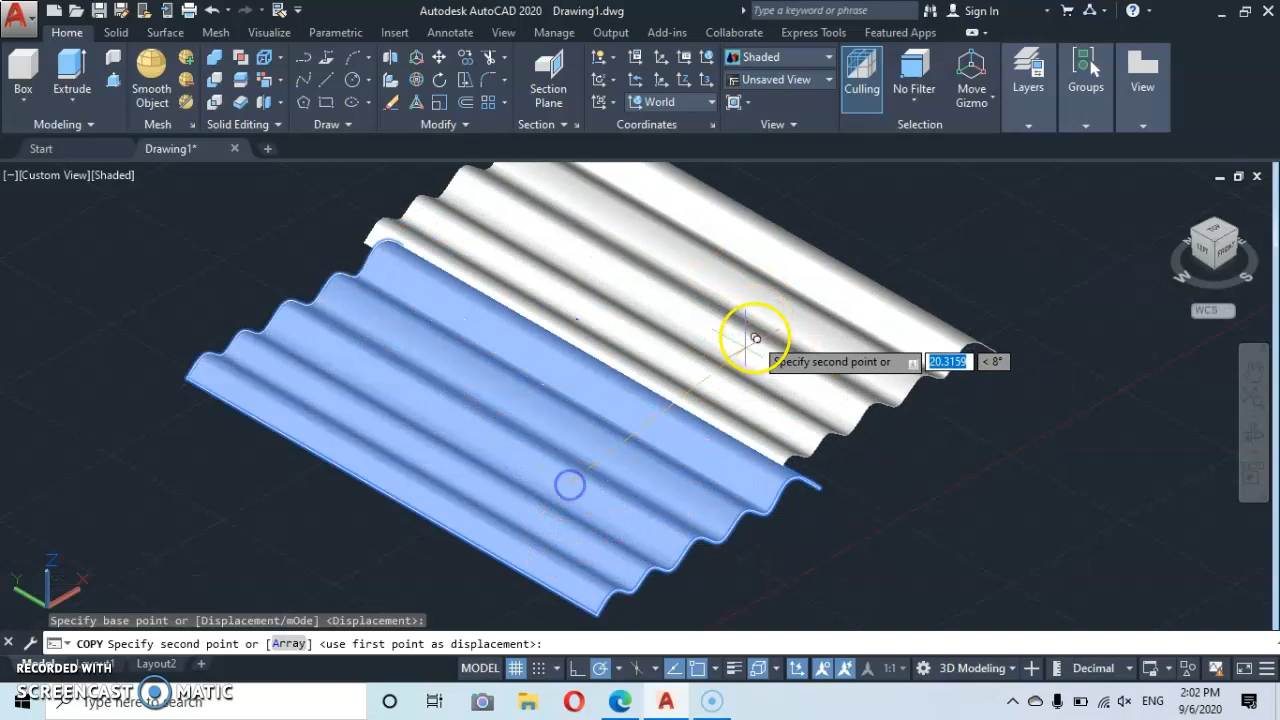 Autodesk AutoCAD 2020 Drawing1.dwg
Type a keyword or phrase
Sign In
Home Solid Surface Mesh Visualize Parametric Insert Annotate View Manage Output Add-ins Collaborate Express Tools Featured Apps
Box
Extrude
Smooth
Object
Section
Plane
World
Shaded
Unsaved View
Culling
No Filter
Move
Gizmo
Layers
Groups
View
Modeling
Mesh
Solid Editing
Draw
Modify
Section
Coordinates
View
Selection
Start
Drawing1*
[−][Custom View][Shaded]
TOP
LEFT
FRONT
W
S
WCS
Specify second point or
20.3159
< 8°
Z
Y
X
Specify base point or [Displacement/mOde] <Displacement>:
COPY Specify second point or [Array] <use first point as displacement>:
Layout2
MODEL
1:1
3D Modeling
Decimal
RECORDED WITH
SCREENCAST MATIC
ENG
2:02 PM
9/6/2020